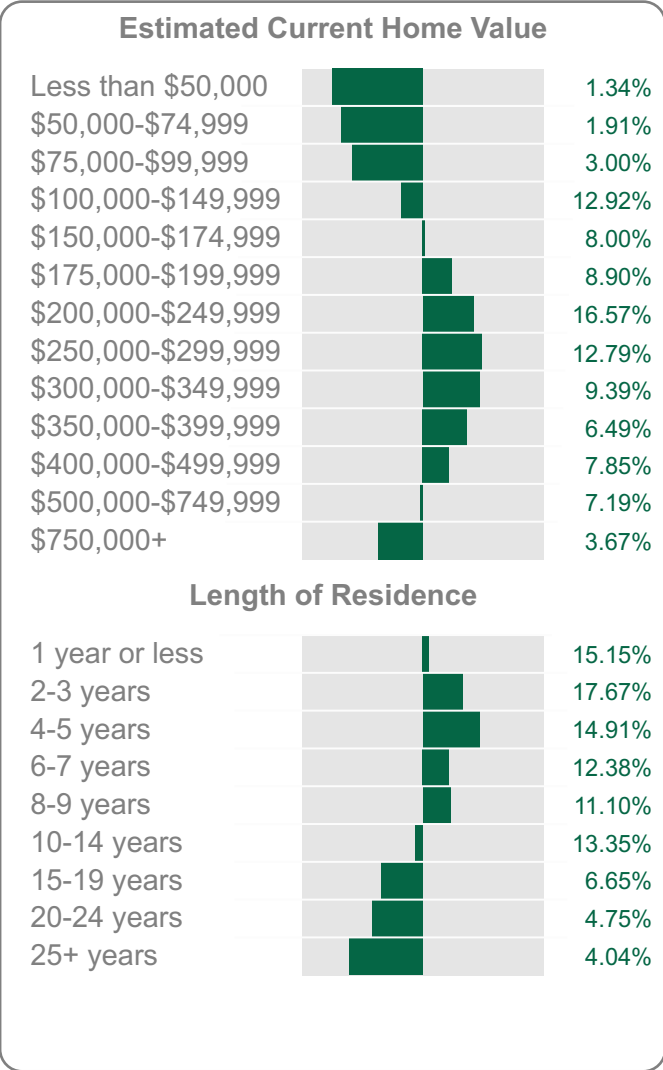 Estimated Current Home Value
Less than $50,000 1.34%
$50,000-$74,999 1.91%
$75,000-$99,999 3.00%
$100,000-$149,999 12.92%
$150,000-$174,999 8.00%
$175,000-$199,999 8.90%
$200,000-$249,999 16.57%
$250,000-$299,999 12.79%
$300,000-$349,999 9.39%
$350,000-$399,999 6.49%
$400,000-$499,999 7.85%
$500,000-$749,999 7.19%
$750,000+ 3.67%
Length of Residence
1 year or less 15.15%
2-3 years 17.67%
4-5 years 14.91%
6-7 years 12.38%
8-9 years 11.10%
10-14 years 13.35%
15-19 years 6.65%
20-24 years 4.75%
25+ years 4.04%